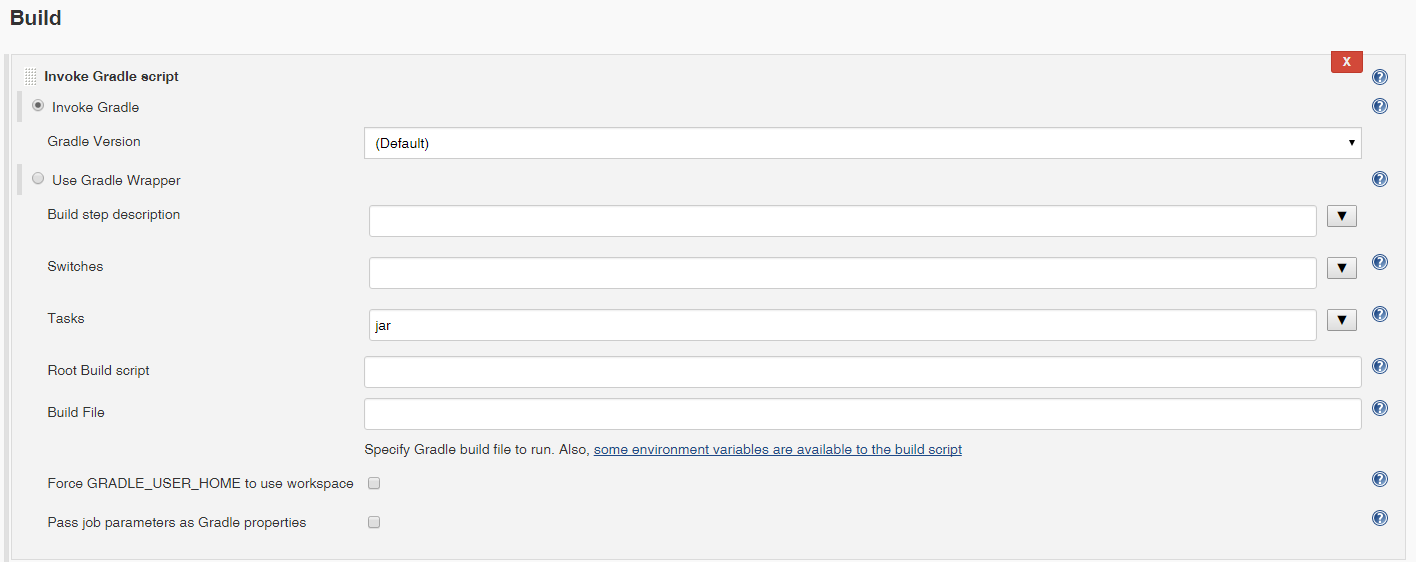 Build
Invoke Gradle script
X
Invoke Gradle
Gradle Version
(Default)
Use Gradle Wrapper
Build step description
Switches
Tasks
jar
Root Build script
Build File
Specify Gradle build file to run. Also, some environment variables are available to the build script
Force GRADLE_USER_HOME to use workspace
Pass job parameters as Gradle properties